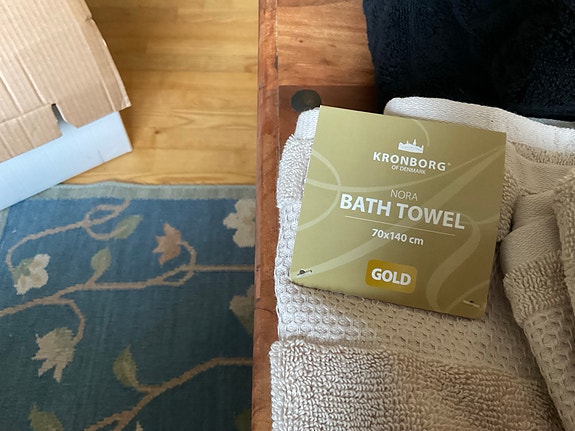 KRONBORG®
OF DENMARK
NORA
BATH TOWEL
70x140 cm
GOLD